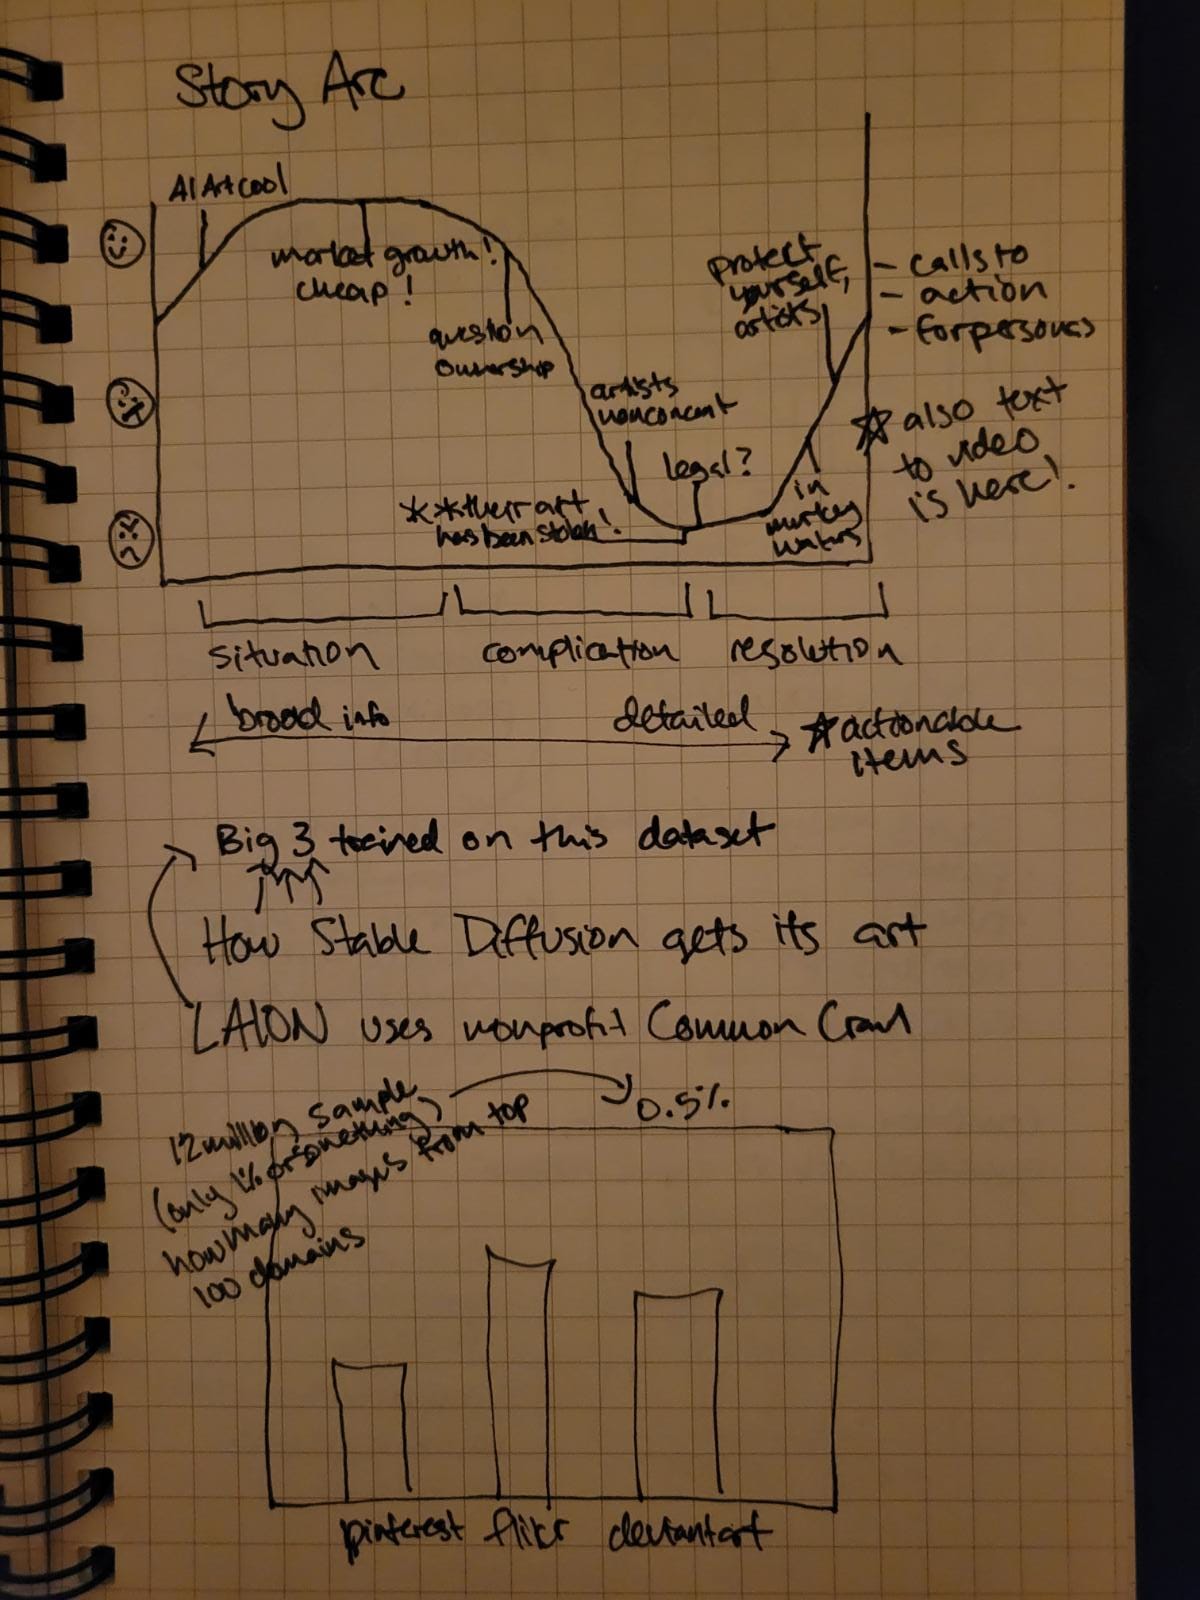 Story Arc
AI Art cool
market growth!
cheap!
question
ownership
artists
nonconcent
**their art
has been stolen!
legal?
in
murkey
waters
protect
yourself,
artists
- calls to
- action
- for personas
☆ also text
to video
is here!
situation
complication
resolution
broad info
detailed
☆ actionable
items
Big 3 trained on this dataset
How Stable Diffusion gets its art
LAION uses nonprofit Common Crawl
12 million sample,
(only 1% or something)
how many images from top
100 domains
0.5%
pinterest flikr deviantart